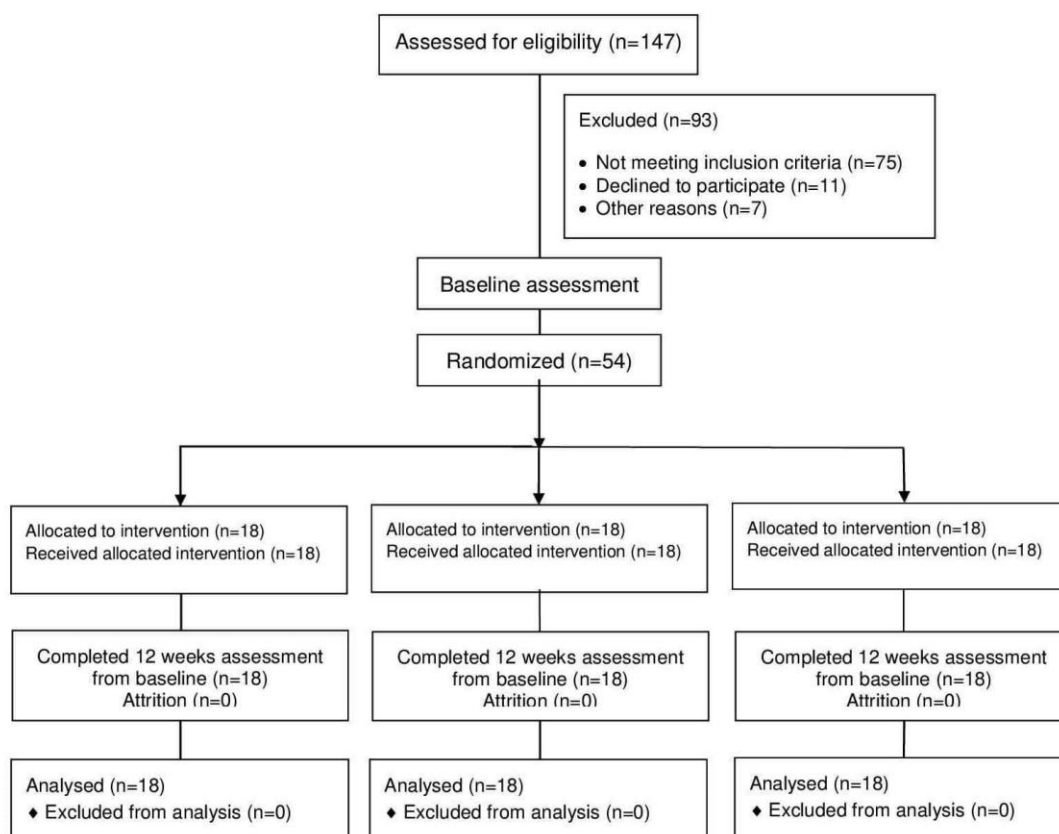 Assessed for eligibility (n=147)
Excluded (n=93)
• Not meeting inclusion criteria (n=75)
• Declined to participate (n=11)
• Other reasons (n=7)
Baseline assessment
Randomized (n=54)
Allocated to intervention (n=18)
Received allocated intervention (n=18)
Allocated to intervention (n=18)
Received allocated intervention (n=18)
Allocated to intervention (n=18)
Received allocated intervention (n=18)
Completed 12 weeks assessment
from baseline (n=18)
Attrition (n=0)
Completed 12 weeks assessment
from baseline (n=18)
Attrition (n=0)
Completed 12 weeks assessment
from baseline (n=18)
Attrition (n=0)
Analysed (n=18)
♦ Excluded from analysis (n=0)
Analysed (n=18)
♦ Excluded from analysis (n=0)
Analysed (n=18)
♦ Excluded from analysis (n=0)